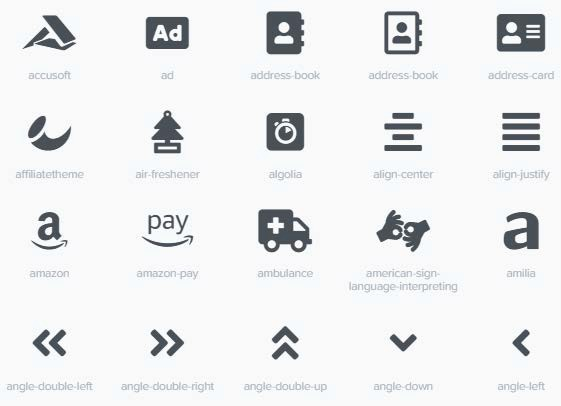 Ad
accusoft ad address-book address-book address-card
affiliatetheme air-freshener algolia align-center align-justify
a pay a
amazon amazon-pay ambulance american-sign-language-interpreting amilia
angle-double-left angle-double-right angle-double-up angle-down angle-left